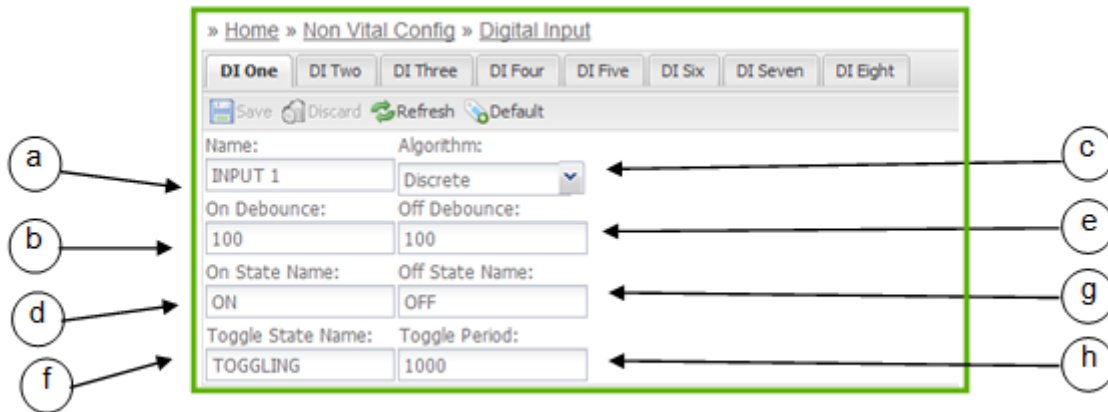 » Home » Non Vital Config » Digital Input
DI One DI Two DI Three DI Four DI Five DI Six DI Seven DI Eight
Save Discard Refresh Default
Name: Algorithm:
INPUT 1 Discrete
On Debounce: Off Debounce:
100 100
On State Name: Off State Name:
ON OFF
Toggle State Name: Toggle Period:
TOGGLING 1000
a
b
d
f
c
e
g
h